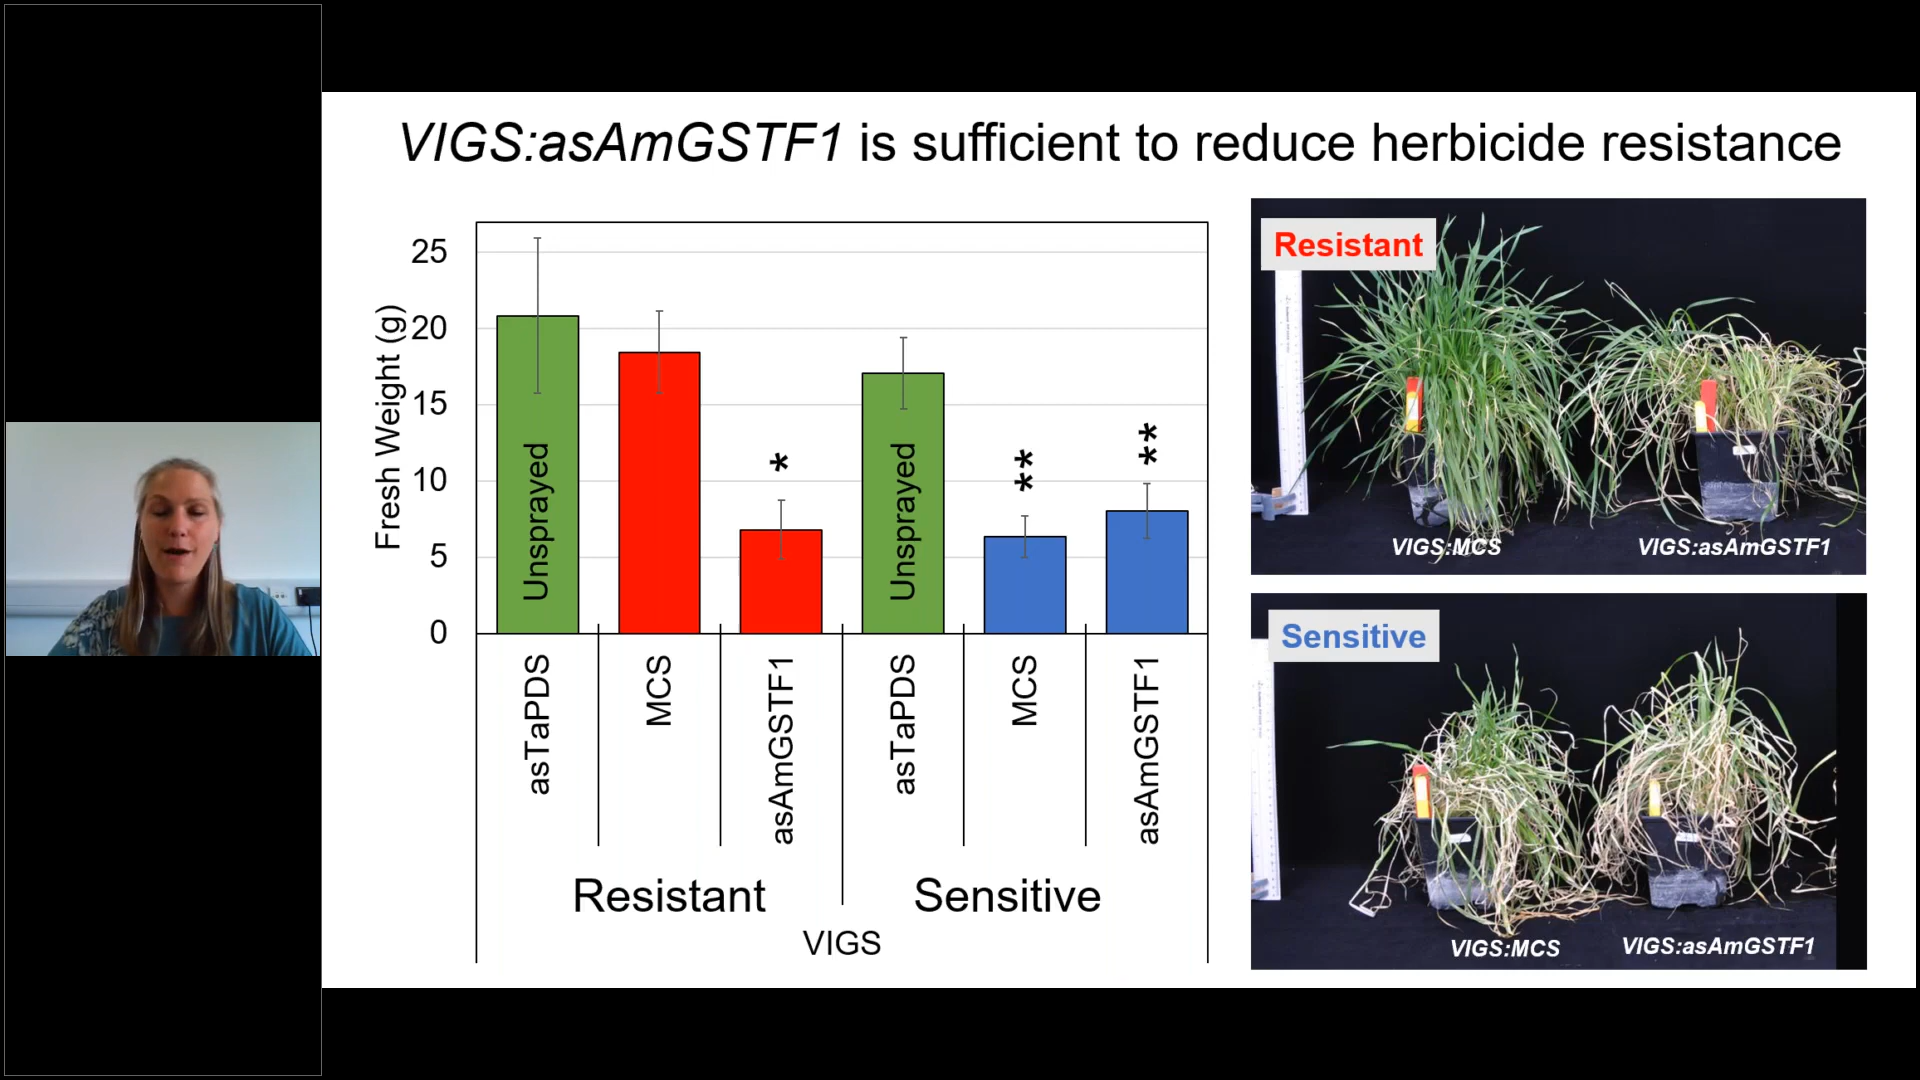 VIGS:asAmGSTF1 is sufficient to reduce herbicide resistance
Fresh Weight (g)
25
20
15
10
5
0
Unsprayed
*
Unsprayed
**
**
asTaPDS
MCS
asAmGSTF1
asTaPDS
MCS
asAmGSTF1
Resistant
Sensitive
VIGS
Resistant
VIGS:MCS
VIGS:asAmGSTF1
Sensitive
VIGS:MCS
VIGS:asAmGSTF1